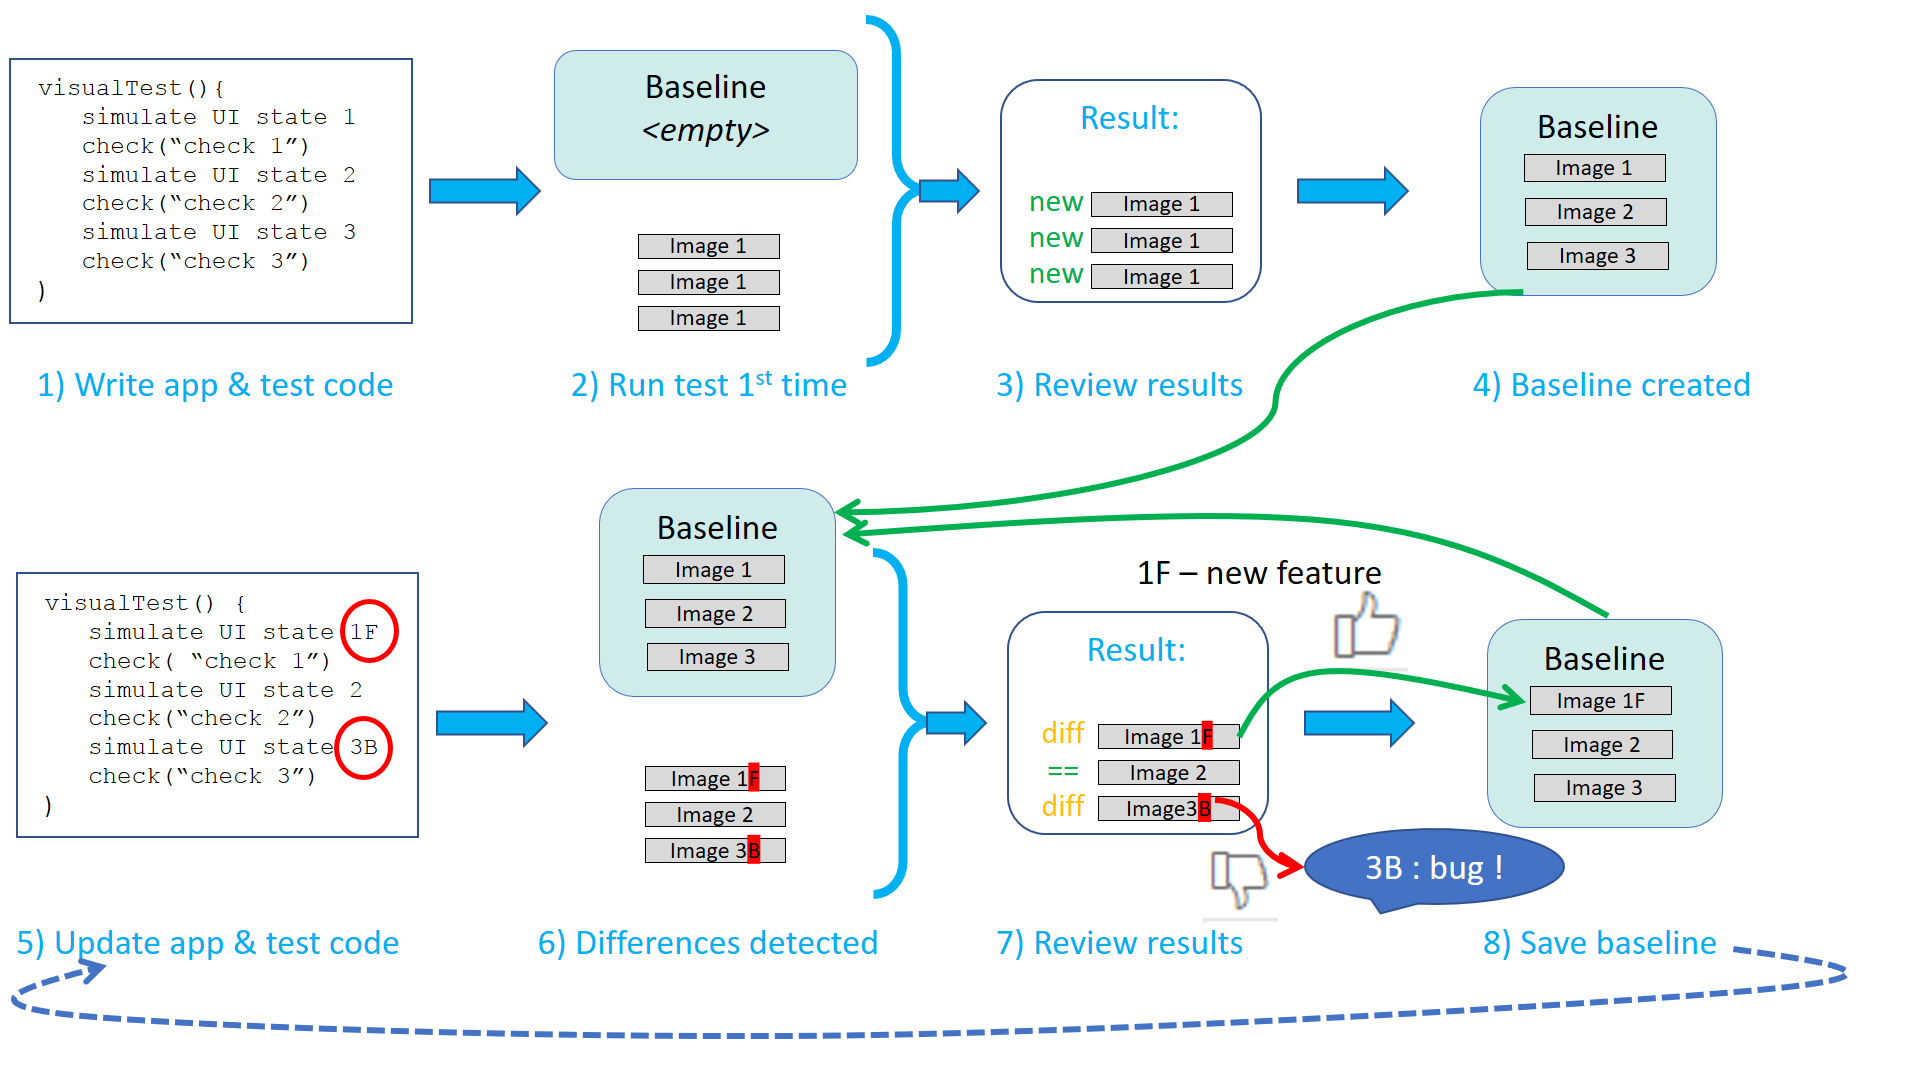 visualTest(){
simulate UI state 1
check(“check 1”)
simulate UI state 2
check(“check 2”)
simulate UI state 3
check(“check 3”)
)
Baseline
<empty>
Image 1
Image 1
Image 1
Result:
new Image 1
new Image 1
new Image 1
Baseline
Image 1
Image 2
Image 3
1) Write app & test code
2) Run test 1st time
3) Review results
4) Baseline created
visualTest() {
simulate UI state 1F
check( “check 1”)
simulate UI state 2
check(“check 2”)
simulate UI state 3B
check(“check 3”)
)
Baseline
Image 1
Image 2
Image 3
Image 1F
Image 2
Image 3B
1F – new feature
Result:
diff Image 1F
== Image 2
diff Image3B
3B : bug !
Baseline
Image 1F
Image 2
Image 3
5) Update app & test code
6) Differences detected
7) Review results
8) Save baseline